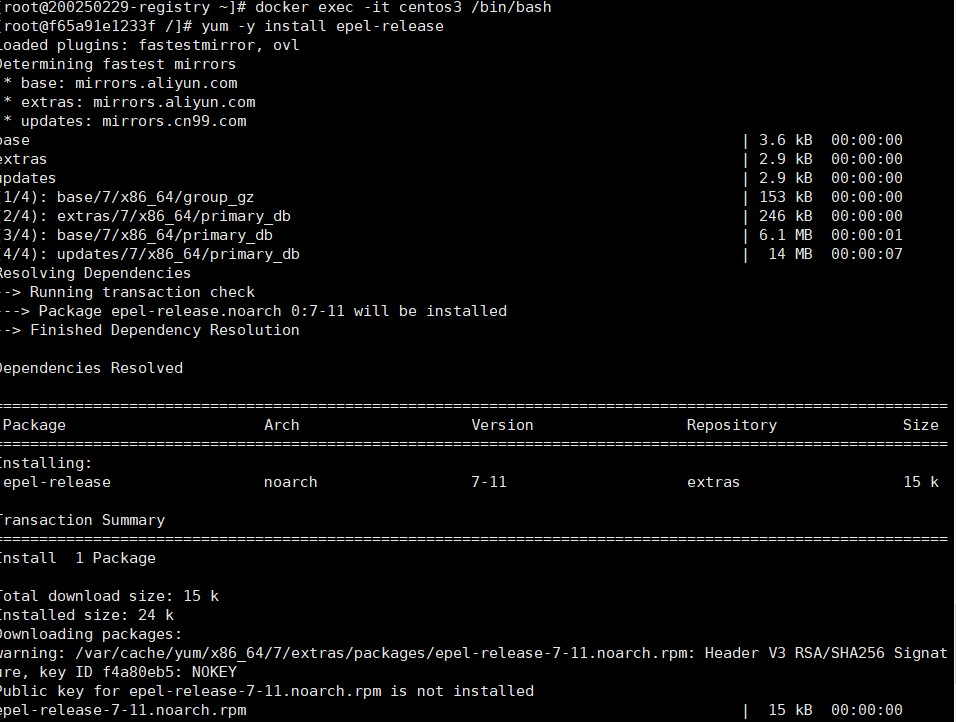 [root@200250229-registry ~]# docker exec -it centos3 /bin/bash
[root@f65a91e1233f /]# yum -y install epel-release
Loaded plugins: fastestmirror, ovl
Determining fastest mirrors
* base: mirrors.aliyun.com
* extras: mirrors.aliyun.com
* updates: mirrors.cn99.com
base | 3.6 kB 00:00:00
extras | 2.9 kB 00:00:00
updates | 2.9 kB 00:00:00
(1/4): base/7/x86_64/group_gz | 153 kB 00:00:00
(2/4): extras/7/x86_64/primary_db | 246 kB 00:00:00
(3/4): base/7/x86_64/primary_db | 6.1 MB 00:00:01
(4/4): updates/7/x86_64/primary_db | 14 MB 00:00:07
Resolving Dependencies
--> Running transaction check
---> Package epel-release.noarch 0:7-11 will be installed
--> Finished Dependency Resolution
Dependencies Resolved
Package Arch Version Repository Size
Installing:
epel-release noarch 7-11 extras 15 k
Transaction Summary
Install 1 Package
Total download size: 15 k
Installed size: 24 k
Downloading packages:
warning: /var/cache/yum/x86_64/7/extras/packages/epel-release-7-11.noarch.rpm: Header V3 RSA/SHA256 Signat
ure, key ID f4a80eb5: NOKEY
Public key for epel-release-7-11.noarch.rpm is not installed
epel-release-7-11.noarch.rpm | 15 kB 00:00:00